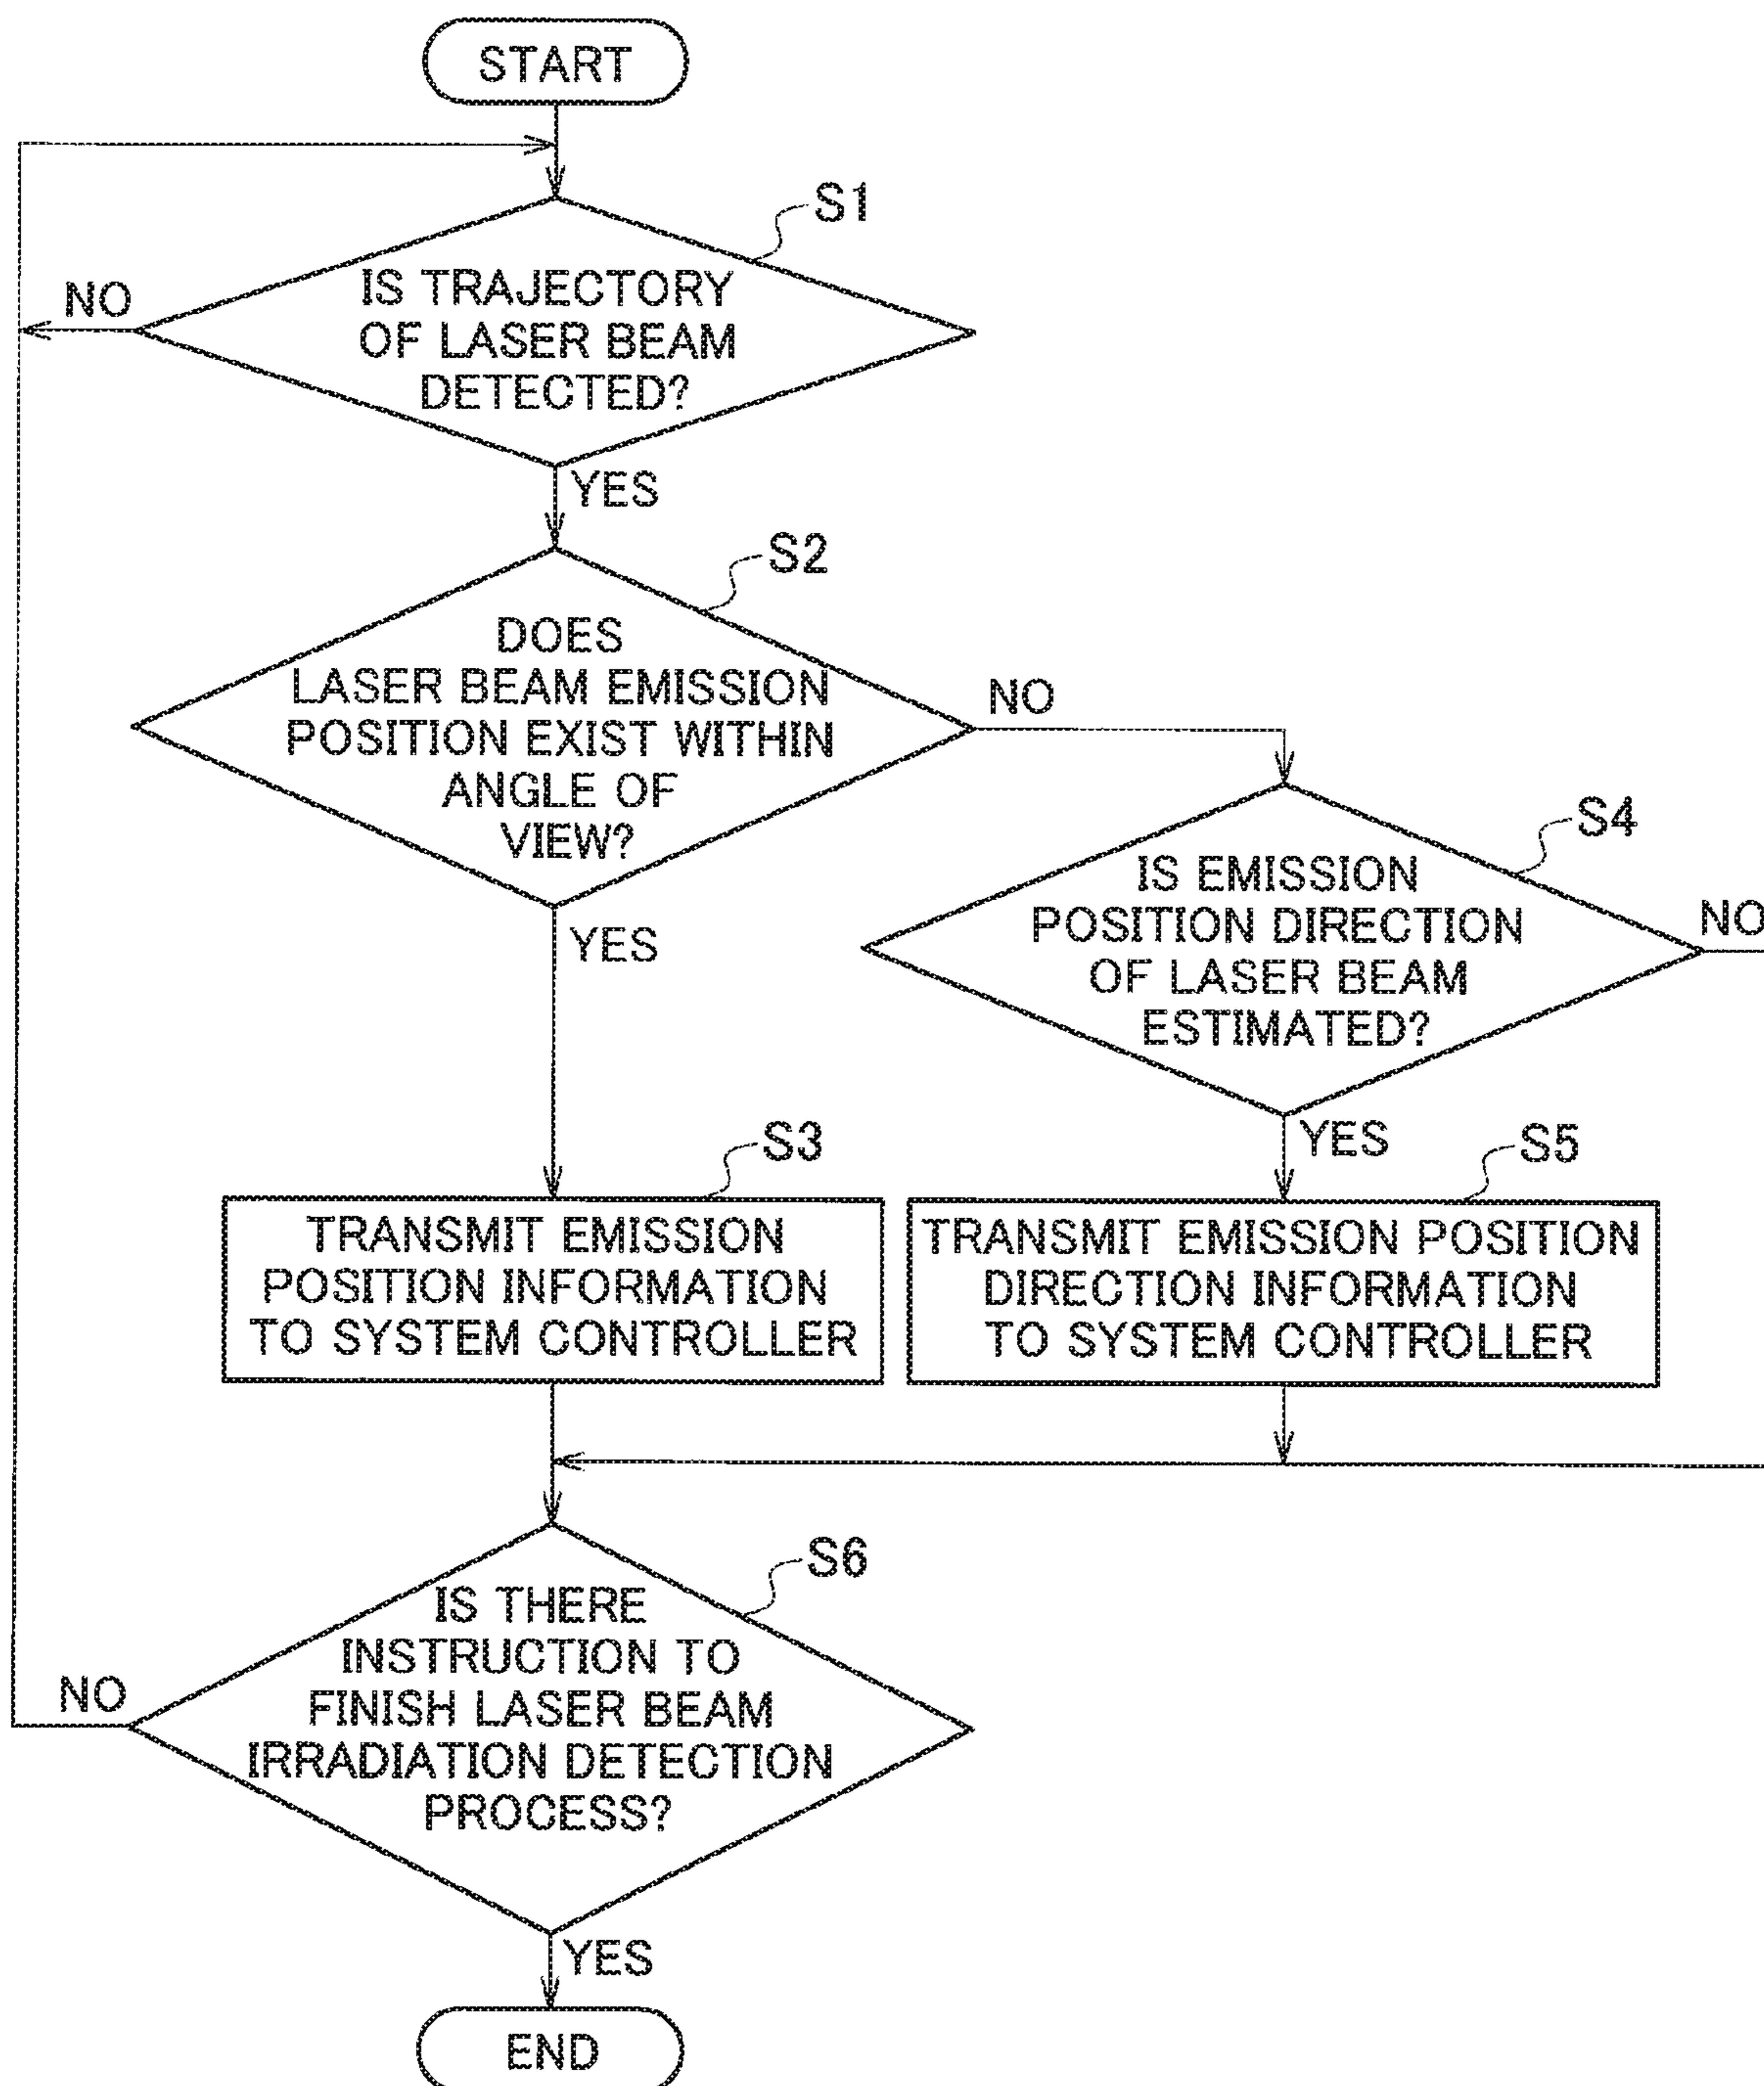 START
S1
IS TRAJECTORY
OF LASER BEAM
DETECTED?
NO
YES
S2
DOES
LASER BEAM EMISSION
POSITION EXIST WITHIN
ANGLE OF
VIEW?
NO
YES
S4
IS EMISSION
POSITION DIRECTION
OF LASER BEAM
ESTIMATED?
NO
YES
S3
TRANSMIT EMISSION
POSITION INFORMATION
TO SYSTEM CONTROLLER
S5
TRANSMIT EMISSION POSITION
DIRECTION INFORMATION
TO SYSTEM CONTROLLER
S6
IS THERE
INSTRUCTION TO
FINISH LASER BEAM
IRRADIATION DETECTION
PROCESS?
NO
YES
END